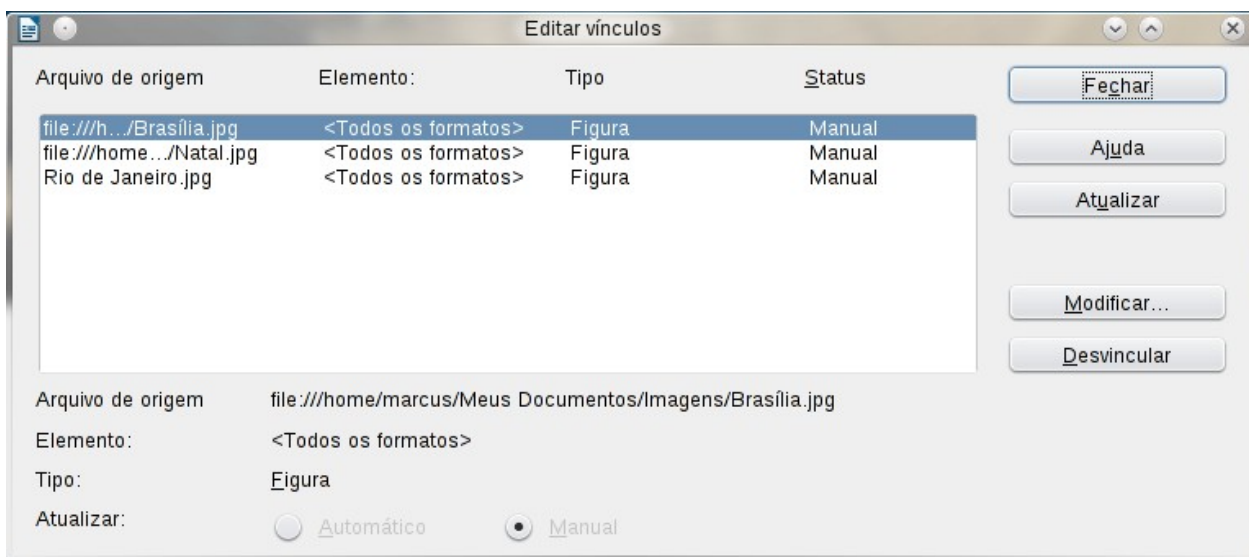 Editar vínculos
Arquivo de origem Elemento: Tipo Status
file:///h.../Brasília.jpg <Todos os formatos> Figura Manual
file:///home.../Natal.jpg <Todos os formatos> Figura Manual
Rio de Janeiro.jpg <Todos os formatos> Figura Manual
Fechar
Ajuda
Atualizar
Modificar...
Desvincular
Arquivo de origem file:///home/marcus/Meus Documentos/Imagens/Brasília.jpg
Elemento: <Todos os formatos>
Tipo: Figura
Atualizar: Automático Manual